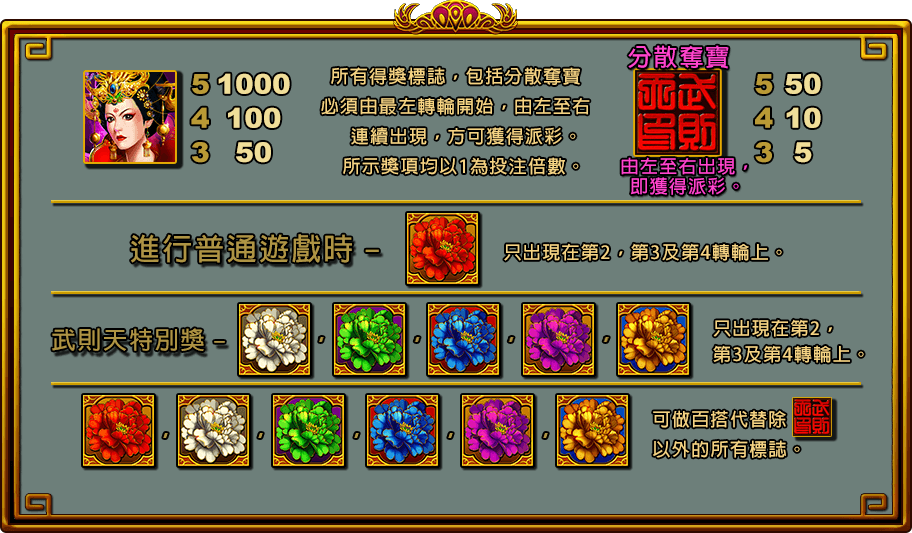 5 1000
4 100
3 50
所有得獎標誌，包括分散奪寶
必須由最左轉輪開始，由左至右
連續出現，方可獲得派彩。
所示獎項均以1為投注倍數。
分散奪寶
武則天印
由左至右出現，
即獲得派彩。
5 50
4 10
3 5
進行普通遊戲時 –
只出現在第2，第3及第4轉輪上。
武則天特別獎 –
只出現在第2，
第3及第4轉輪上。
可做百搭代替除
以外的所有標誌。